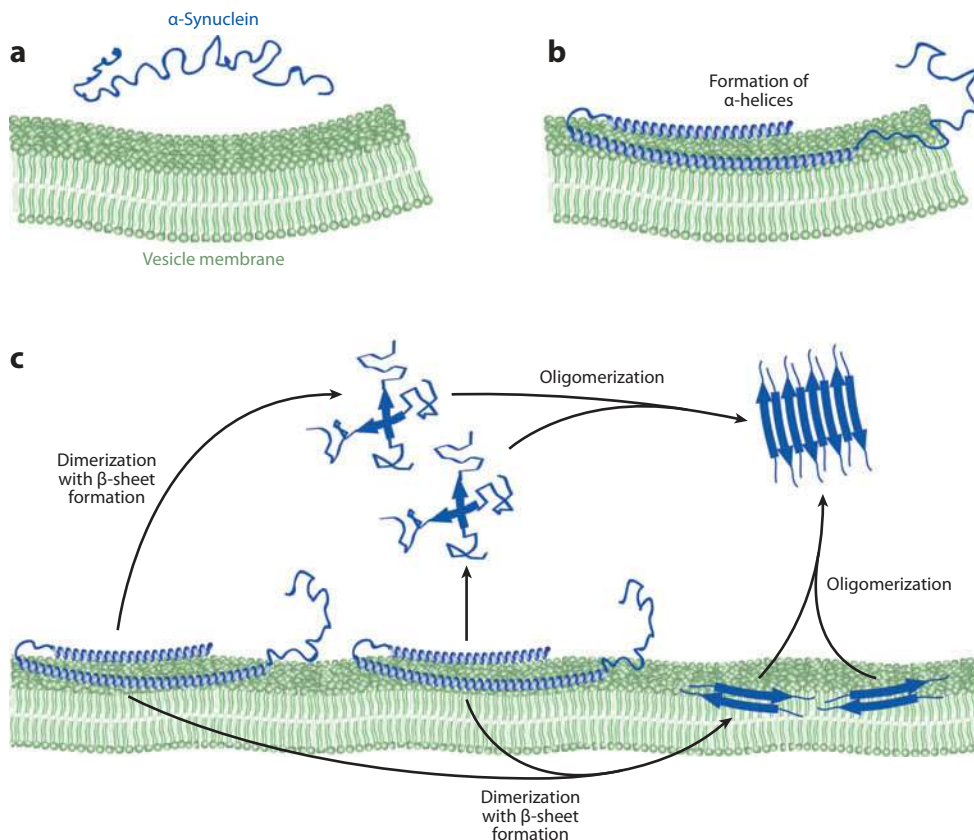 α-Synuclein
a
Vesicle membrane
b
Formation of
α-helices
c
Dimerization
with β-sheet
formation
Oligomerization
Oligomerization
Dimerization
with β-sheet
formation